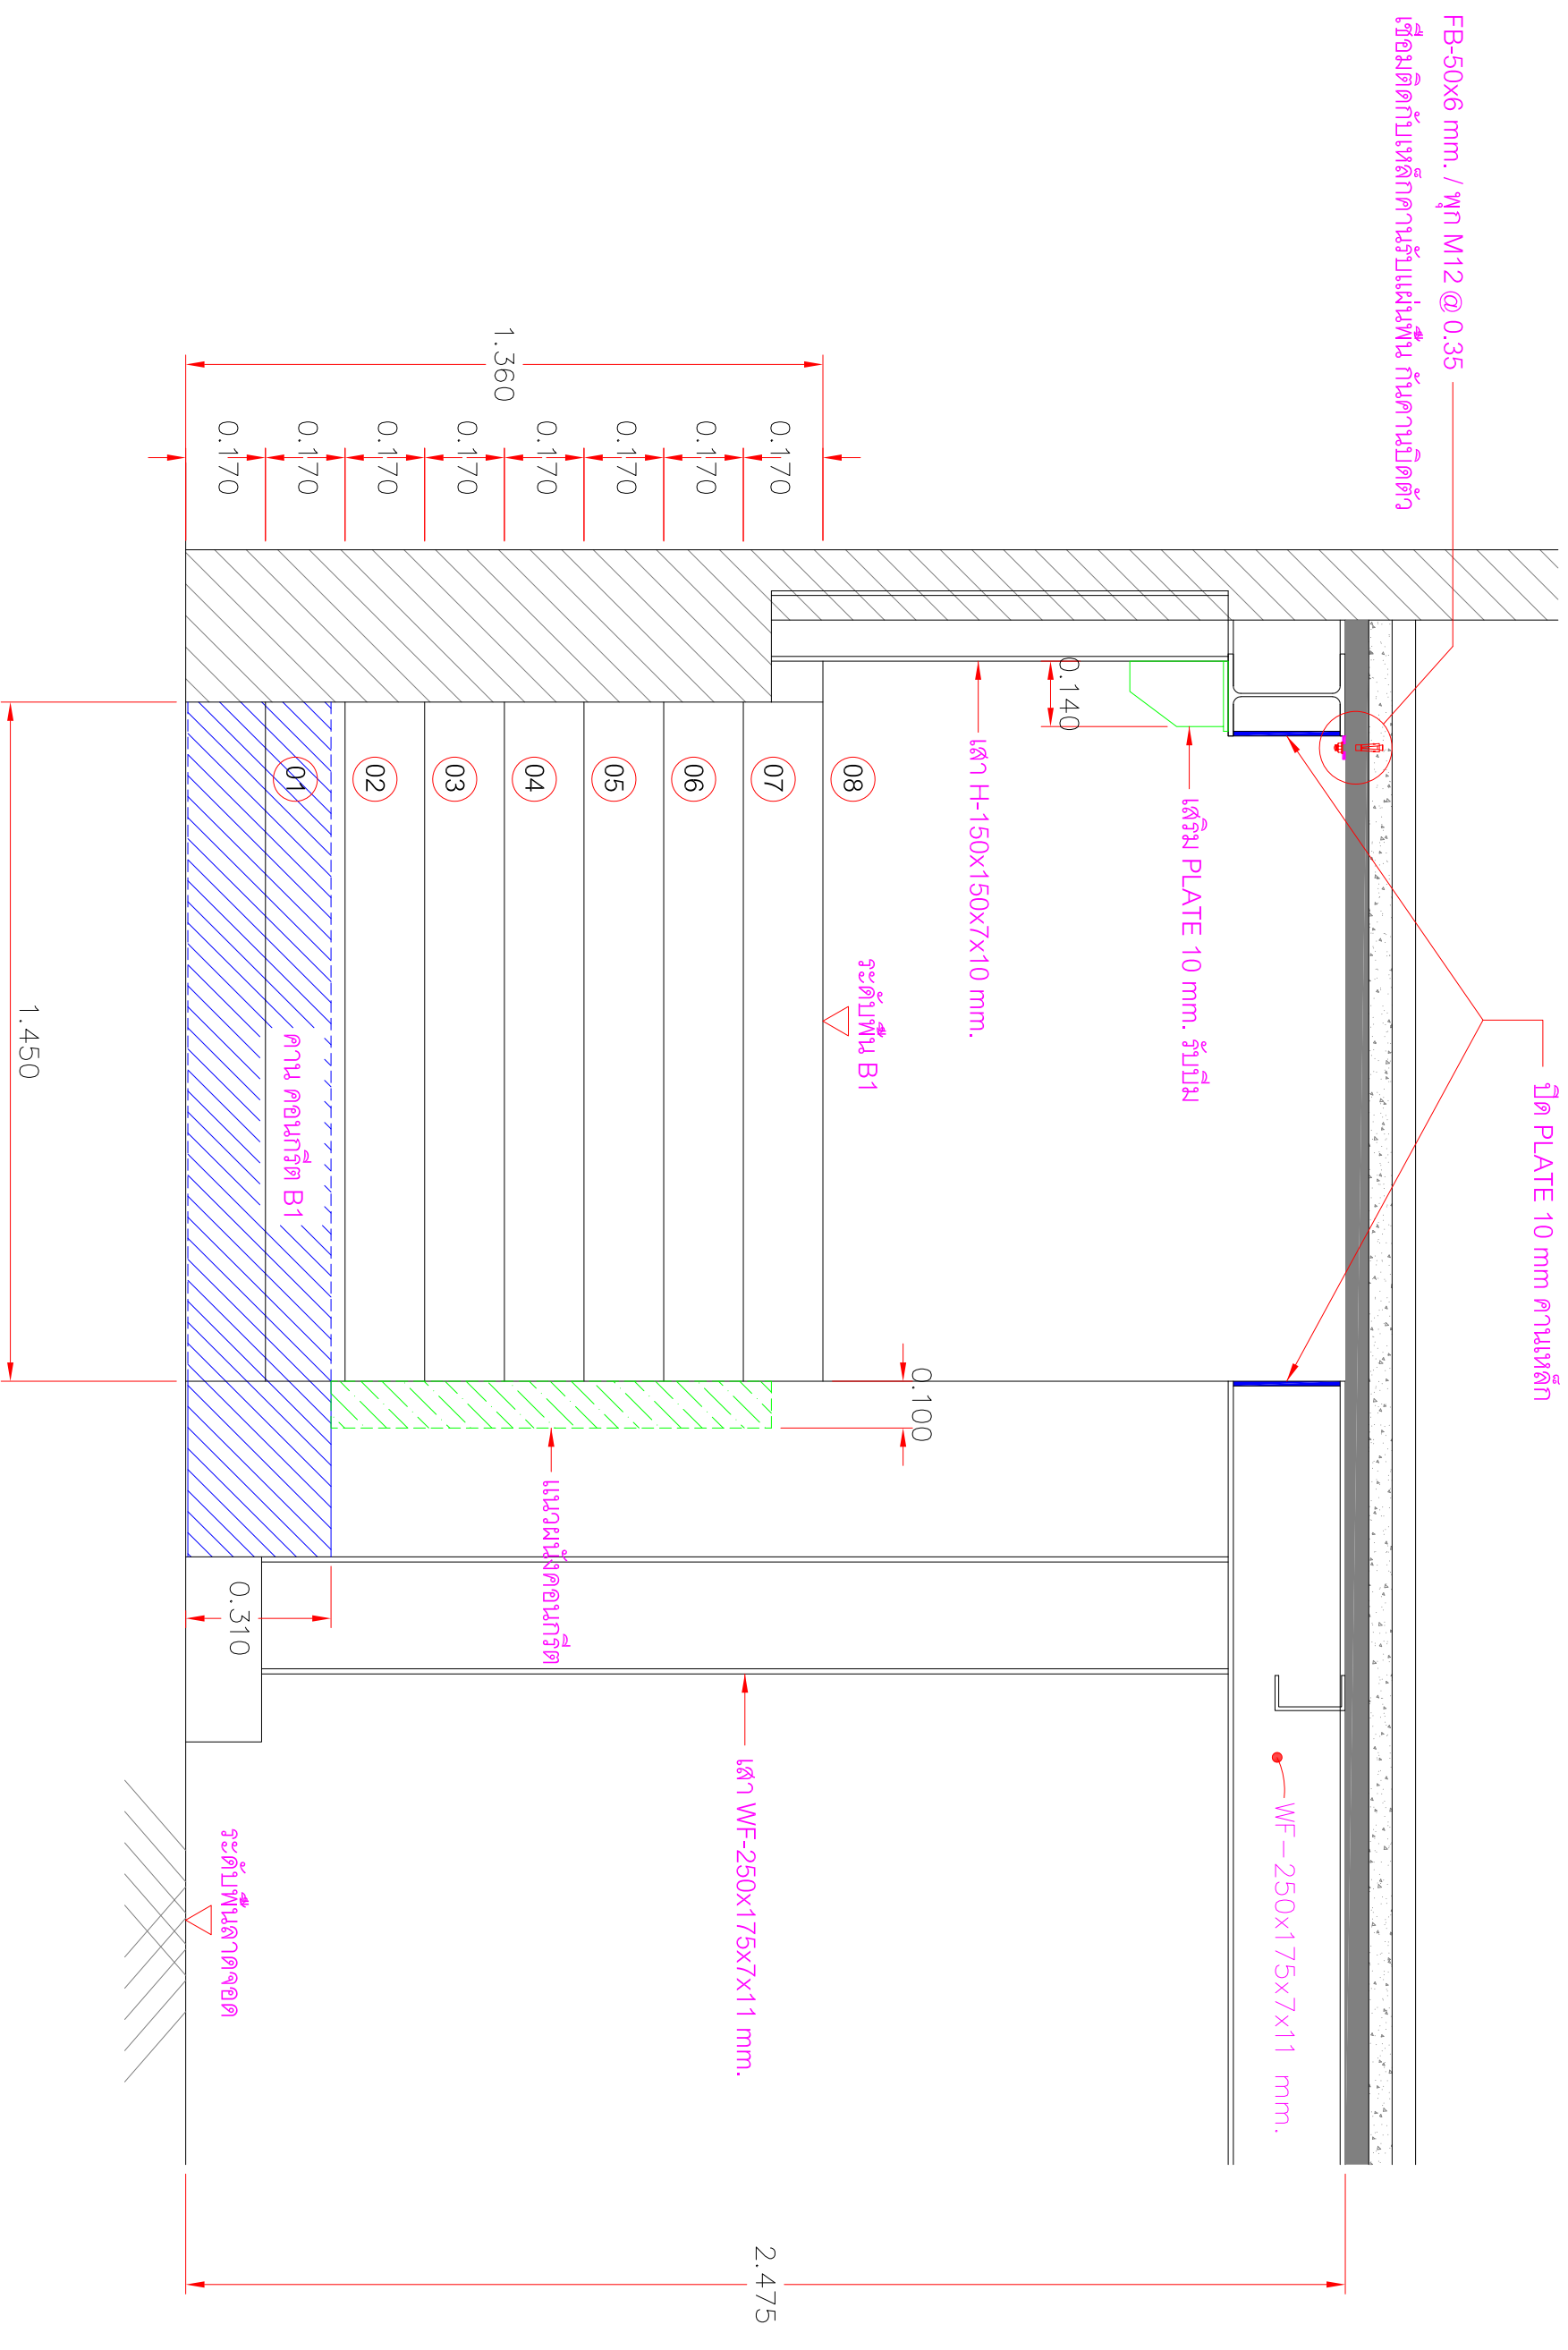 FB-50x6 mm. / พุก M12 @ 0.35
เชื่อมติดกับเหล็กคานรับแผ่นพื้น กันคานบิดตัว
ปิด PLATE 10 mm คานเหล็ก
WF-250x175x7x11 mm.
เสริม PLATE 10 mm. รับปีม
0.140
เสา H-150x150x7x10 mm.
0.100
ระดับพื้น B1
08
07
06
05
04
03
02
01
1.360
0.170
0.170
0.170
0.170
0.170
0.170
0.170
0.170
เสา WF-250x175x7x11 mm.
2.475
แนวผนังคอนกรีต
คาน คอนกรีต B1
0.310
ระดับพื้นลาดจอด
1.450